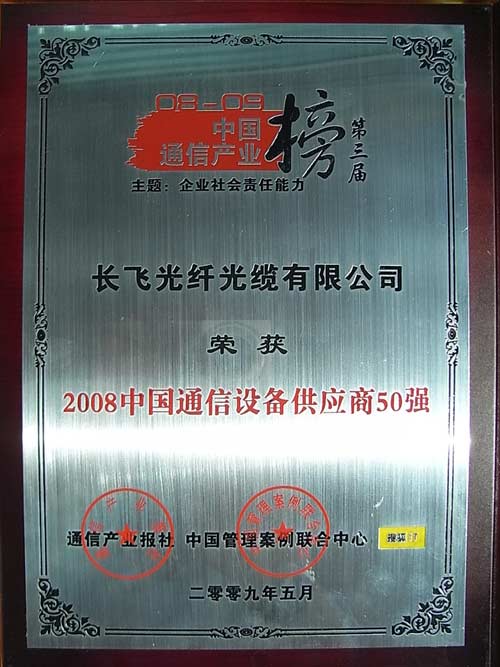 08-09
中国
通信产业
榜
第三届
主题：企业社会责任能力
长飞光纤光缆有限公司
荣获
2008中国通信设备供应商50强
通信产业报社 中国管理案例联合中心
二零零九年五月